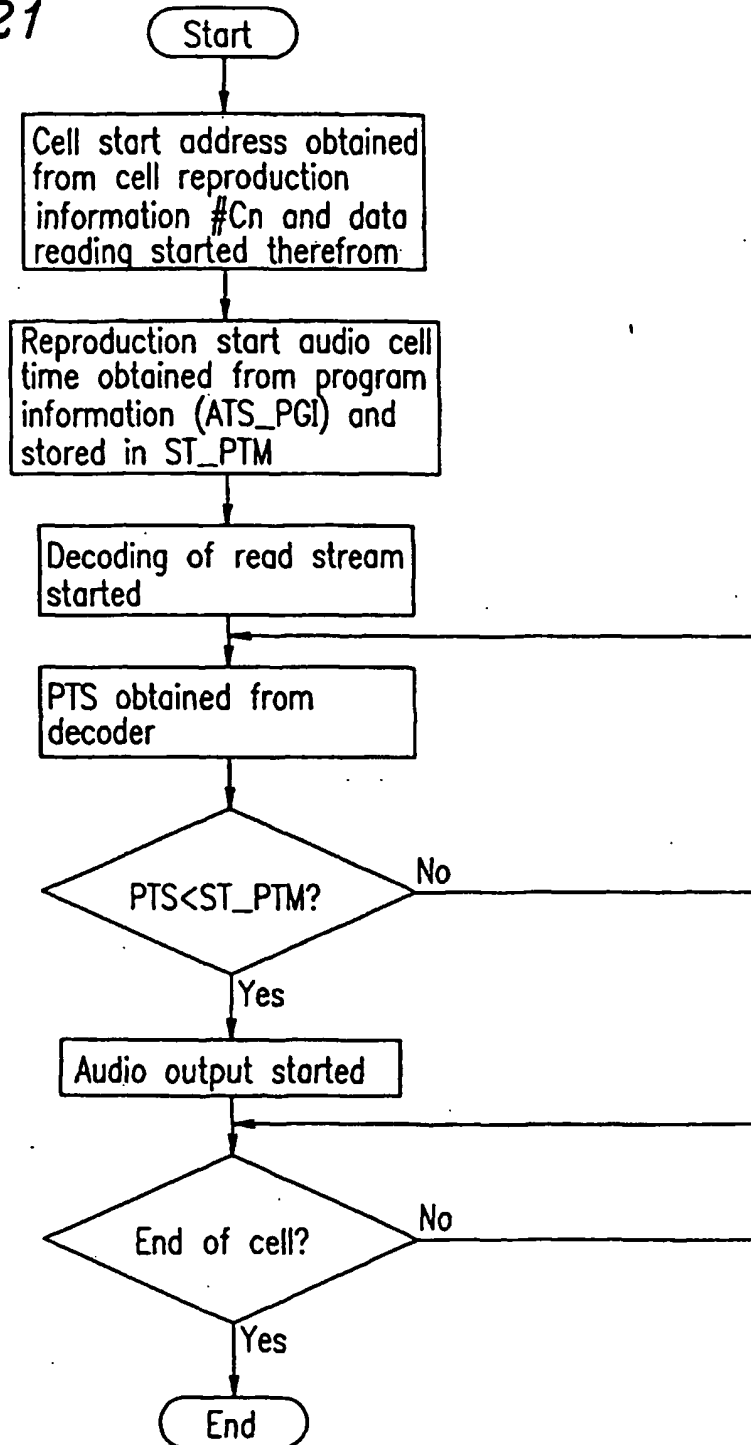 21
Start
Cell start address obtained
from cell reproduction
information #Cn and data
reading started therefrom
Reproduction start audio cell
time obtained from program
information (ATS_PGI) and
stored in ST_PTM
Decoding of read stream
started
PTS obtained from
decoder
PTS<ST_PTM?
No
Yes
Audio output started
End of cell?
No
Yes
End